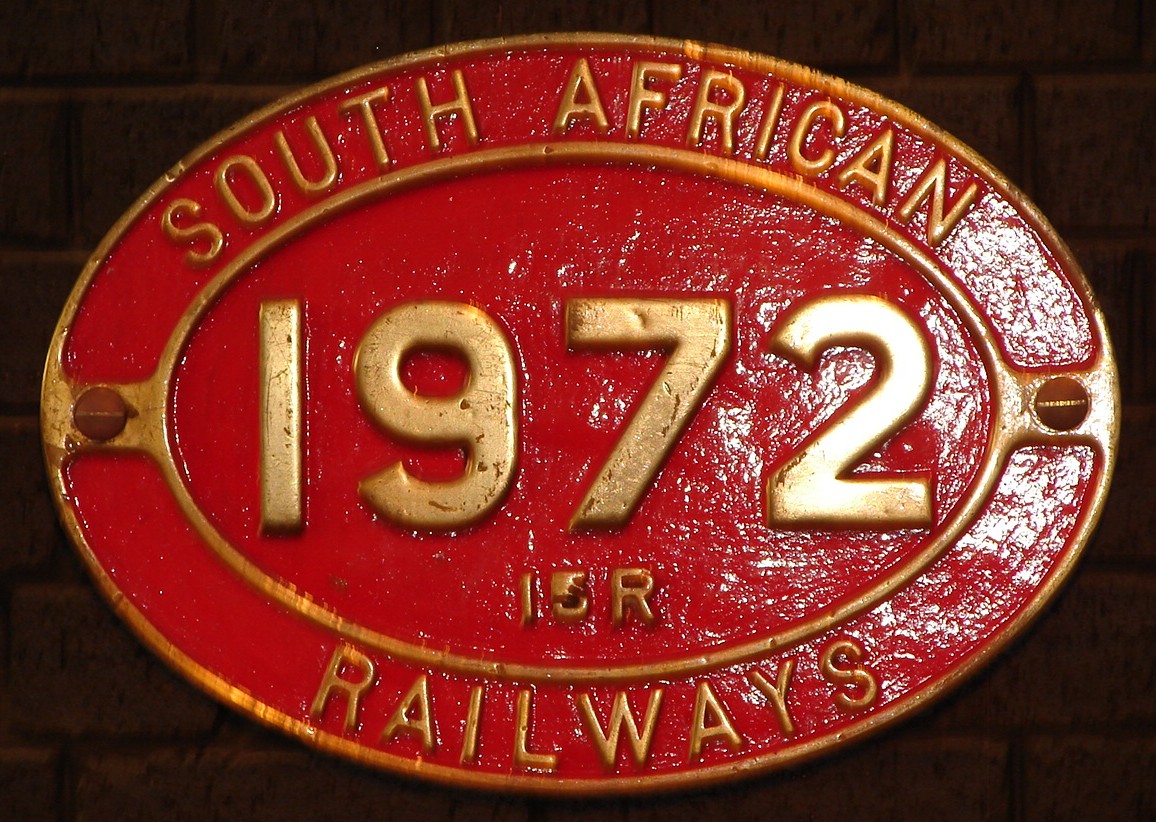 SOUTH AFRICAN
1972
15R
RAILWAYS